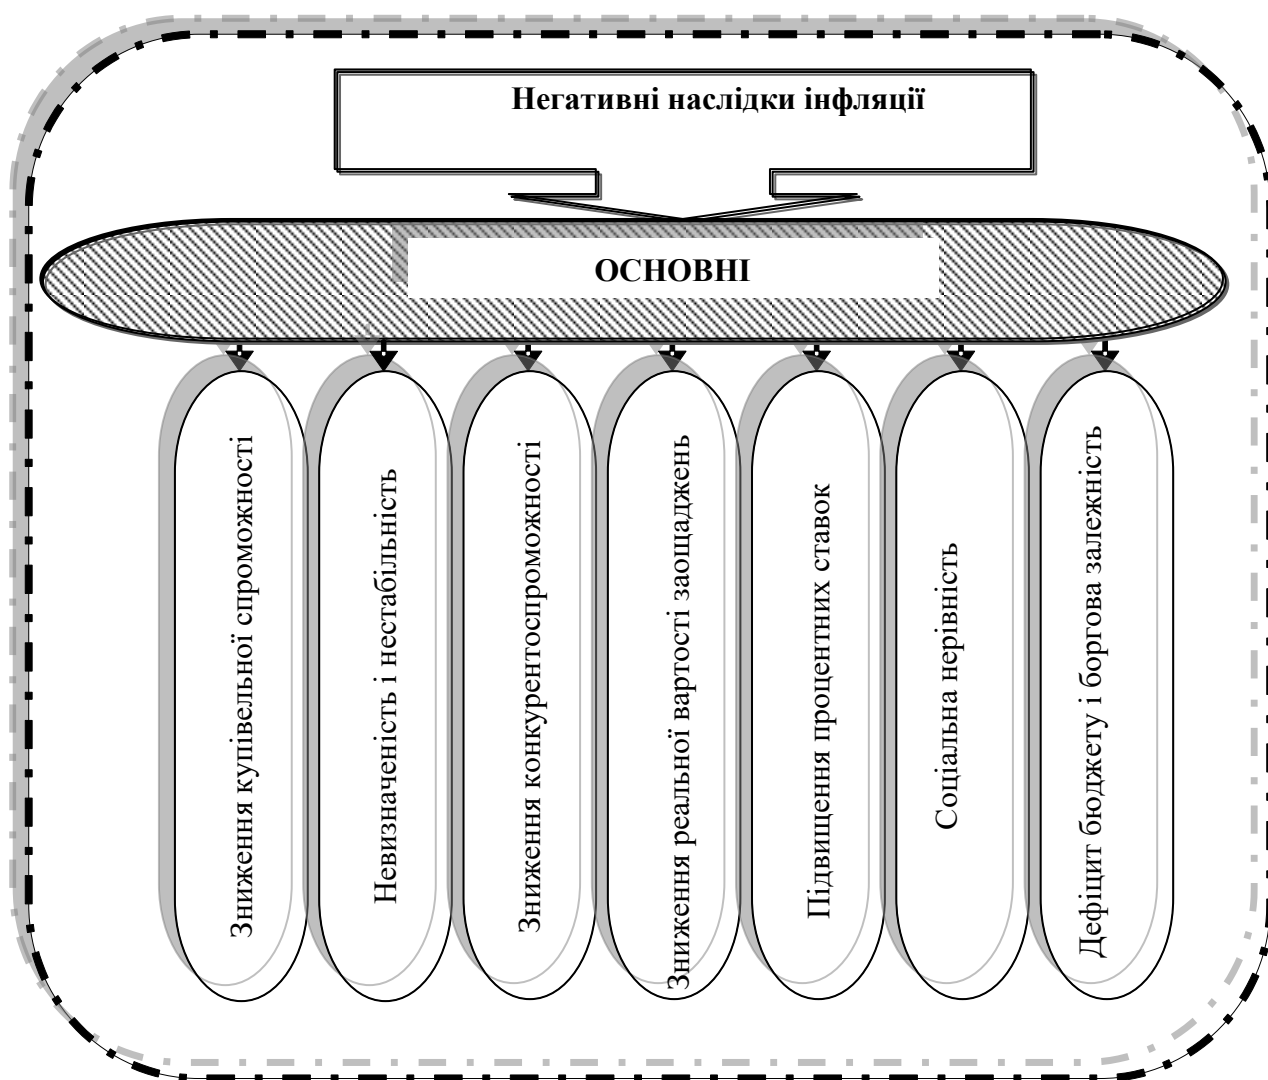 Негативні наслідки інфляції
ОСНОВНІ
Зниження купівельної спроможності
Невизначеність і нестабільність
Зниження конкурентоспроможності
Зниження реальної вартості заощаджень
Підвищення процентних ставок
Соціальна нерівність
Дефіцит бюджету і боргова залежність